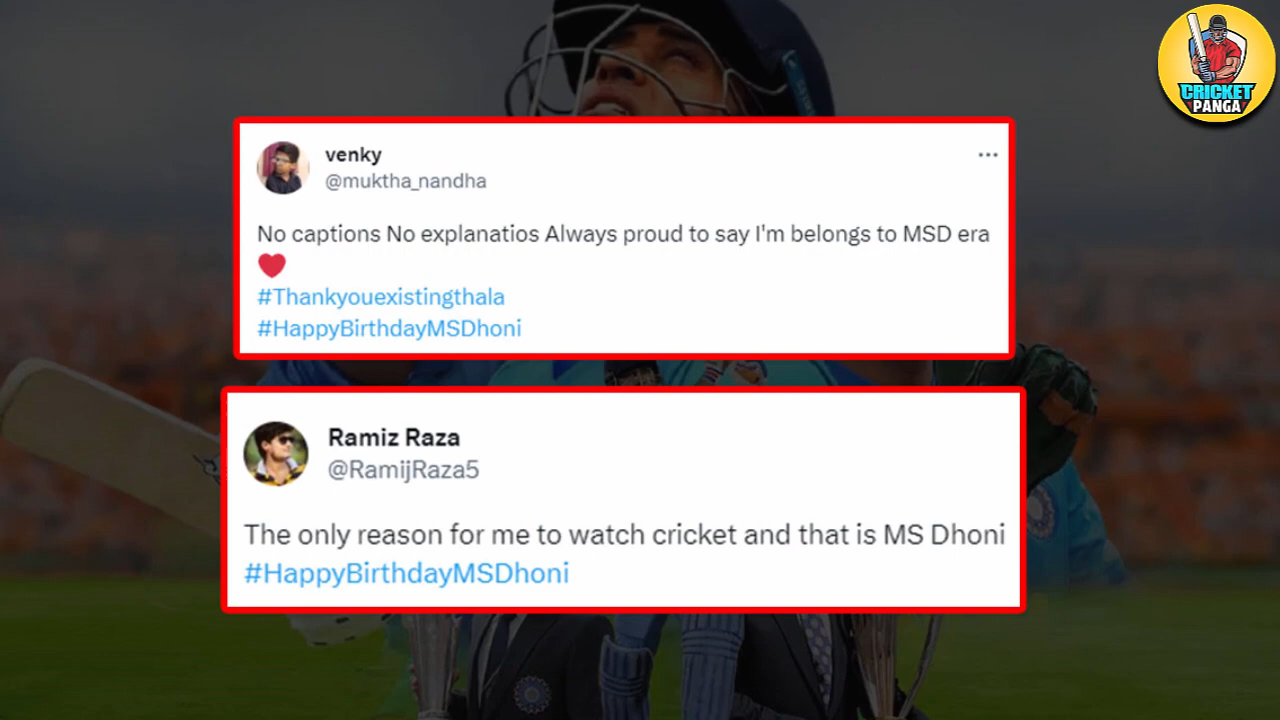 CRICKET
PANGA
venky
@muktha_nandha
No captions No explanatios Always proud to say I'm belongs to MSD era
❤️
#Thankyouexistingthala
#HappyBirthdayMSDhoni
Ramiz Raza
@RamijRaza5
The only reason for me to watch cricket and that is MS Dhoni
#HappyBirthdayMSDhoni